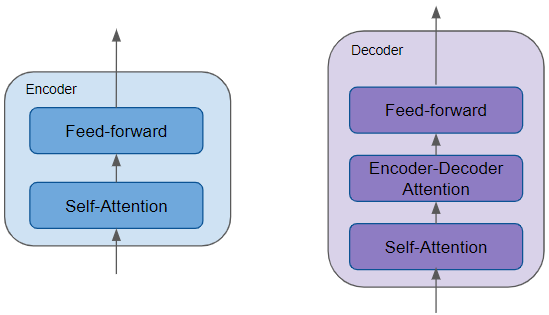 Encoder
Feed-forward
Self-Attention
Decoder
Feed-forward
Encoder-Decoder
Attention
Self-Attention